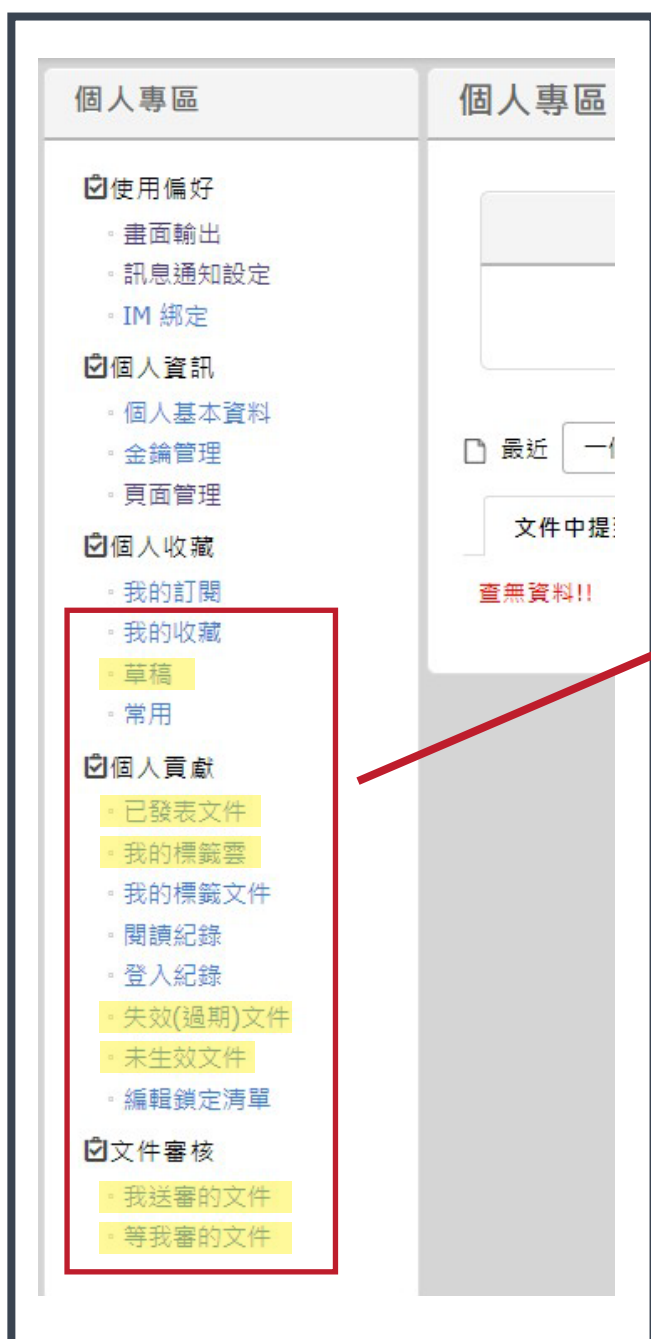 個人專區
使用偏好
畫面輸出
訊息通知設定
IM 綁定
個人資訊
個人基本資料
金鑰管理
頁面管理
個人收藏
我的訂閱
我的收藏
草稿
常用
個人貢獻
已發表文件
我的標籤雲
我的標籤文件
閱讀紀錄
登入紀錄
失效(過期)文件
未生效文件
編輯鎖定清單
文件審核
我送審的文件
等我審的文件
個人專區
最近 一
文件中提
查無資料!!